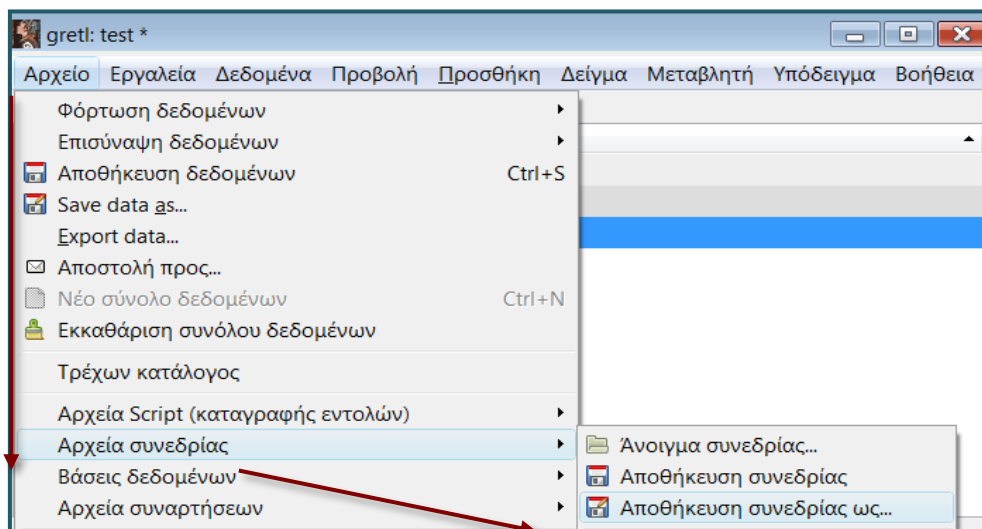 gretl: test *
Αρχείο Εργαλεία Δεδομένα Προβολή Προσθήκη Δείγμα Μεταβλητή Υπόδειγμα Βοήθεια
Φόρτωση δεδομένων
Επισύναψη δεδομένων
Αποθήκευση δεδομένων Ctrl+S
Save data as...
Export data...
Αποστολή προς...
Νέο σύνολο δεδομένων Ctrl+N
Εκκαθάριση συνόλου δεδομένων
Τρέχων κατάλογος
Αρχεία Script (καταγραφής εντολών)
Αρχεία συνεδρίας
Άνοιγμα συνεδρίας...
Βάσεις δεδομένων
Αποθήκευση συνεδρίας
Αρχεία συναρτήσεων
Αποθήκευση συνεδρίας ως...